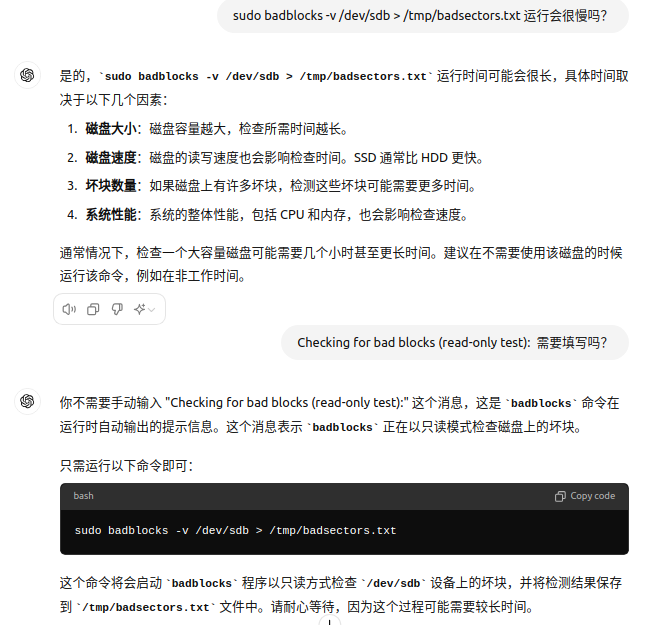 sudo badblocks -v /dev/sdb > /tmp/badsectors.txt 运行会很慢吗？
是的，`sudo badblocks -v /dev/sdb > /tmp/badsectors.txt` 运行时间可能会很长，具体时间取
决于以下几个因素：
1. 磁盘大小：磁盘容量越大，检查所需时间越长。
2. 磁盘速度：磁盘的读写速度也会影响检查时间。SSD 通常比 HDD 更快。
3. 坏块数量：如果磁盘上有许多坏块，检测这些坏块可能需要更多时间。
4. 系统性能：系统的整体性能，包括 CPU 和内存，也会影响检查速度。
通常情况下，检查一个大容量磁盘可能需要几个小时甚至更长时间。建议在不需要使用该磁盘的时候
运行该命令，例如在非工作时间。
Checking for bad blocks (read-only test): 需要填写吗？
你不需要手动输入 "Checking for bad blocks (read-only test):" 这个消息，这是 `badblocks` 命令在
运行时自动输出的提示信息。这个消息表示 `badblocks` 正在以只读模式检查磁盘上的坏块。
只需运行以下命令即可：
bash
Copy code
sudo badblocks -v /dev/sdb > /tmp/badsectors.txt
这个命令将会启动 `badblocks` 程序以只读方式检查 `/dev/sdb` 设备上的坏块，并将检测结果保存
到 `/tmp/badsectors.txt` 文件中。请耐心等待，因为这个过程可能需要较长时间。